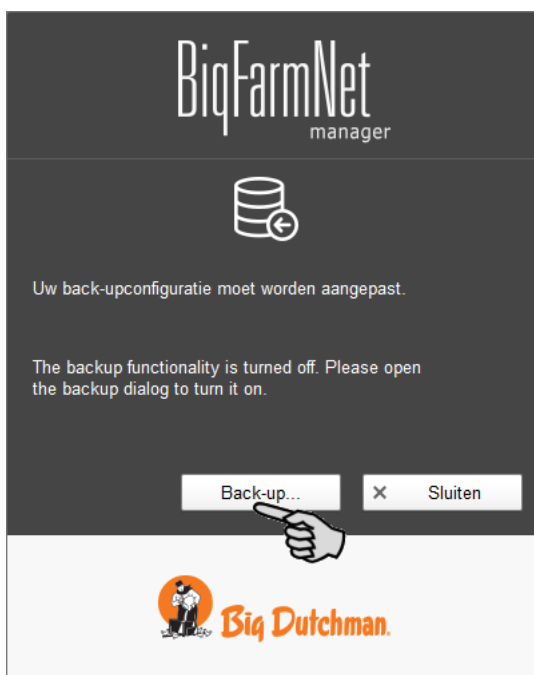 BigFarmNet
manager
Uw back-upconfiguratie moet worden aangepast.
The backup functionality is turned off. Please open
the backup dialog to turn it on.
Back-up...
Sluiten
Big Dutchman.